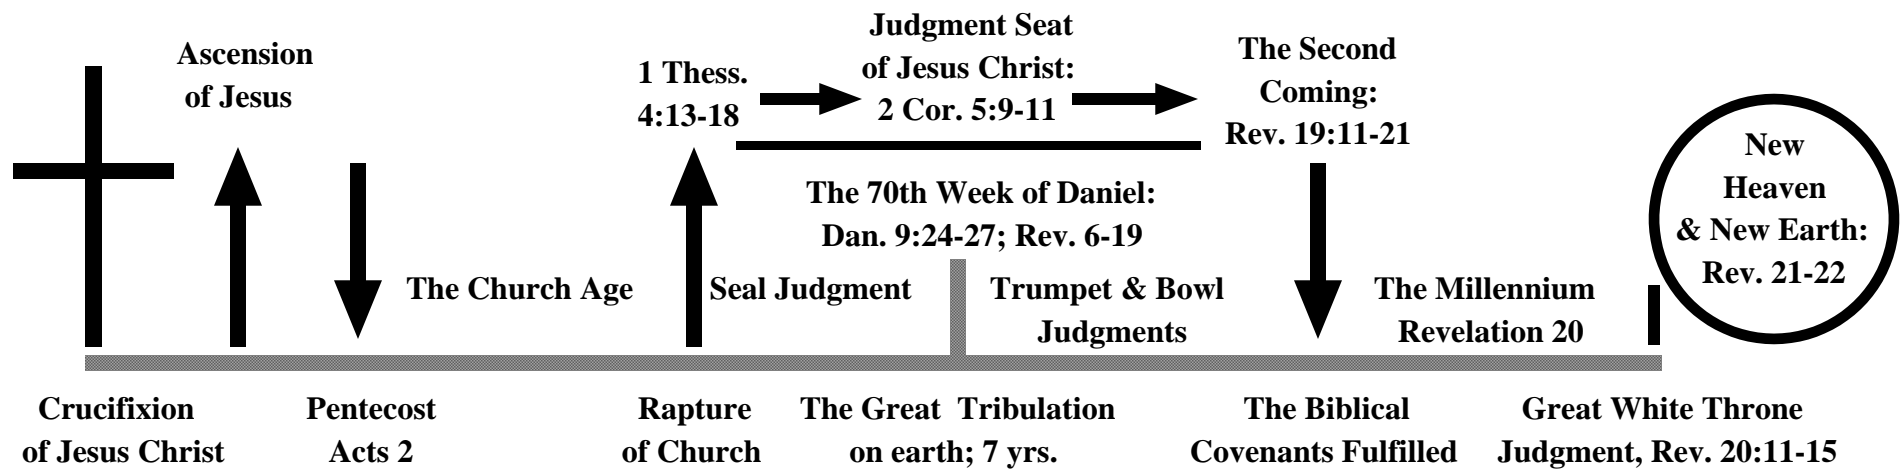 Ascension
of Jesus
1 Thess.
4:13-18
Judgment Seat
of Jesus Christ:
2 Cor. 5:9-11
The Second
Coming:
Rev. 19:11-21
New
Heaven
& New Earth:
Rev. 21-22
The 70th Week of Daniel:
Dan. 9:24-27; Rev. 6-19
The Church Age
Seal Judgment
Trumpet & Bowl
Judgments
The Millennium
Revelation 20
Crucifixion
of Jesus Christ
Pentecost
Acts 2
Rapture
of Church
The Great Tribulation
on earth; 7 yrs.
The Biblical
Covenants Fulfilled
Great White Throne
Judgment, Rev. 20:11-15